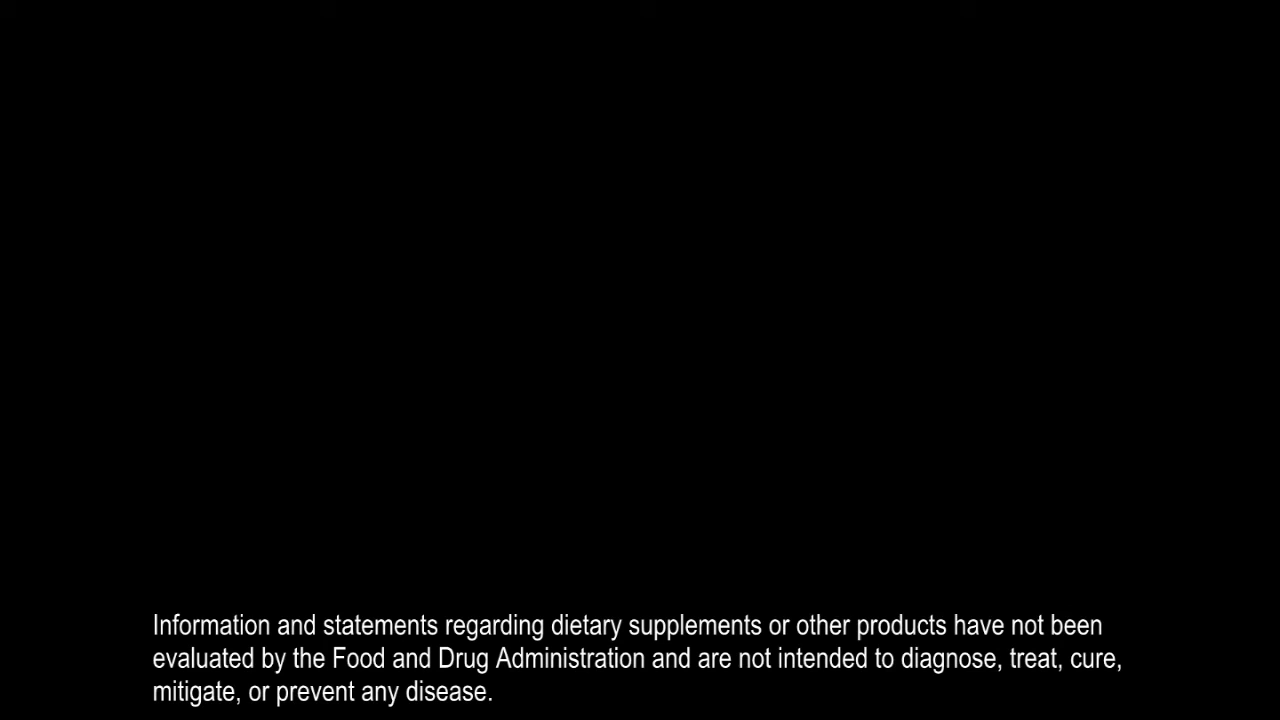 Information and statements regarding dietary supplements or other products have not been
evaluated by the Food and Drug Administration and are not intended to diagnose, treat, cure,
mitigate, or prevent any disease.